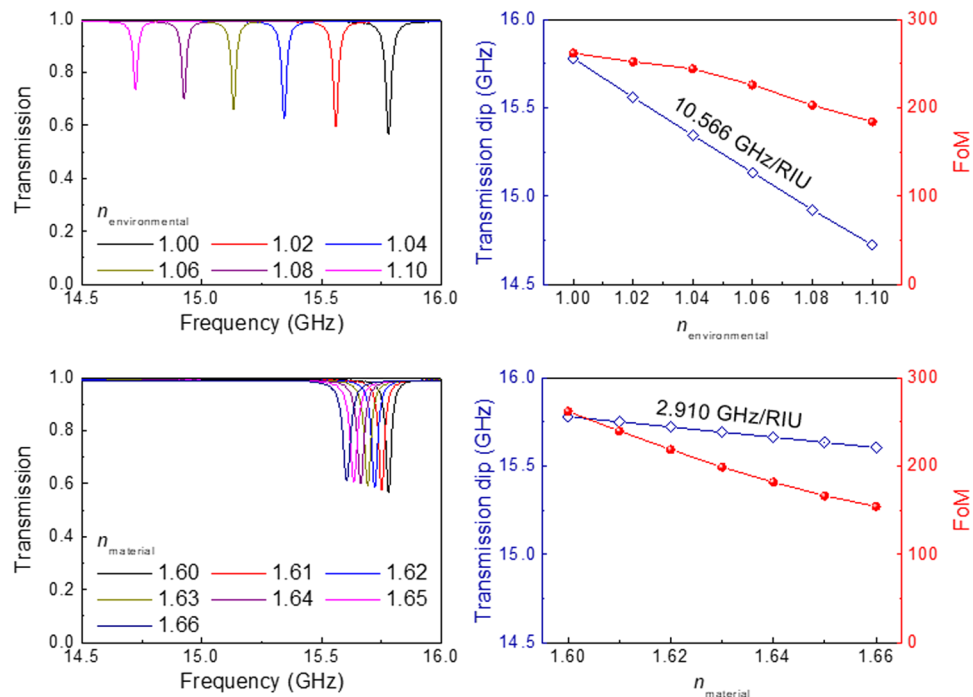 1.0
0.8
0.6
0.4
0.2
0.0
Transmission
n environmental
1.00 1.02 1.04
1.06 1.08 1.10
14.5 15.0 15.5 16.0
Frequency (GHz)
16.0
15.5
15.0
14.5
Transmission dip (GHz)
10.566 GHz/RIU
300
200
100
0
FoM
1.00 1.02 1.04 1.06 1.08 1.10
n environmental
1.0
0.8
0.6
0.4
0.2
0.0
Transmission
n material
1.60 1.61 1.62
1.63 1.64 1.65
1.66
14.5 15.0 15.5 16.0
Frequency (GHz)
16.0
15.5
15.0
14.5
Transmission dip (GHz)
2.910 GHz/RIU
300
200
100
0
FoM
1.60 1.62 1.64 1.66
n material